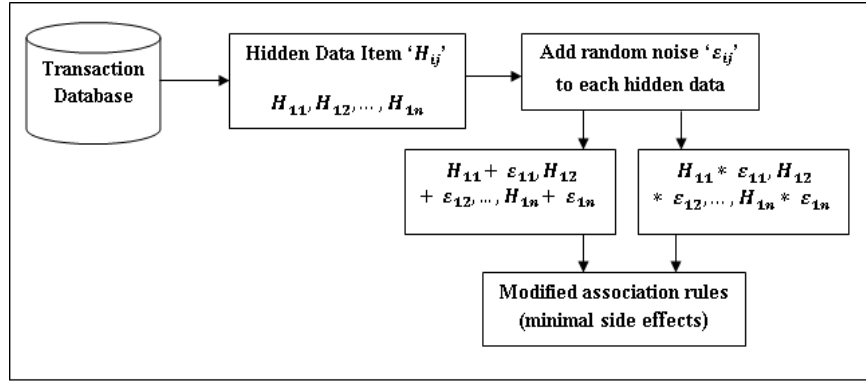 Transaction
Database
Hidden Data Item ‘H_ij’
H_11, H_12, ... , H_1n
Add random noise ‘ε_ij’
to each hidden data
H_11 + ε_11, H_12
+ ε_12, ... , H_1n + ε_1n
H_11 * ε_11, H_12
* ε_12, ... , H_1n * ε_1n
Modified association rules
(minimal side effects)